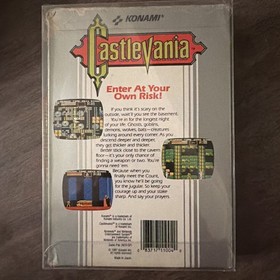 KONAMI®
Castlevania
Enter At Your
Own Risk!
If you think it's scary on the
outside, wait'll you see the basement.
You're in for the longest night
of your life. Ghosts, goblins,
demons, wolves, bats—creatures
lurking around every corner. As you
descend deeper and deeper,
they get thicker and thicker.
Better stick close to the cavern
floor—it's your only chance of
finding a weapon or two. You're
gonna need 'em.
Because when you
finally meet the Count,
you know he'll be going
for the Jugular. So keep your
courage up and your stake
sharp. And say your prayers.